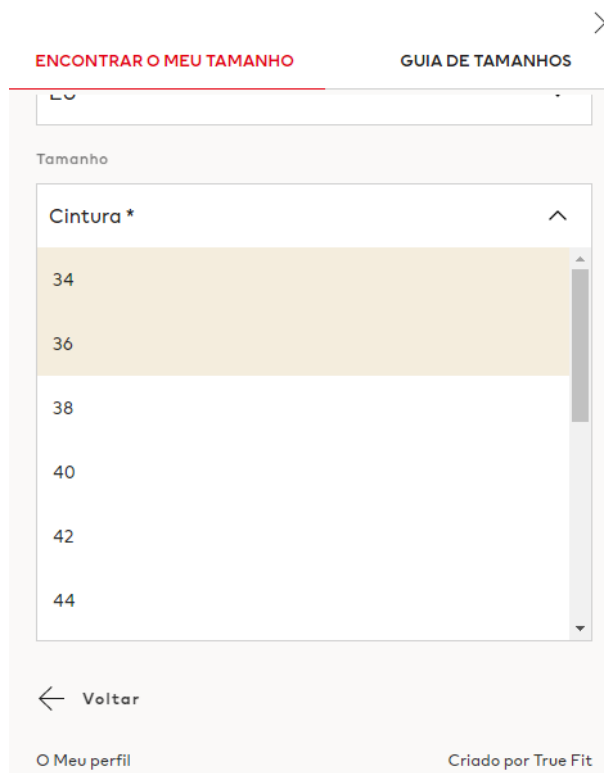 ENCONTRAR O MEU TAMANHO GUIA DE TAMANHOS
Tamanho
Cintura *
34
36
38
40
42
44
Voltar
O Meu perfil Criado por True Fit